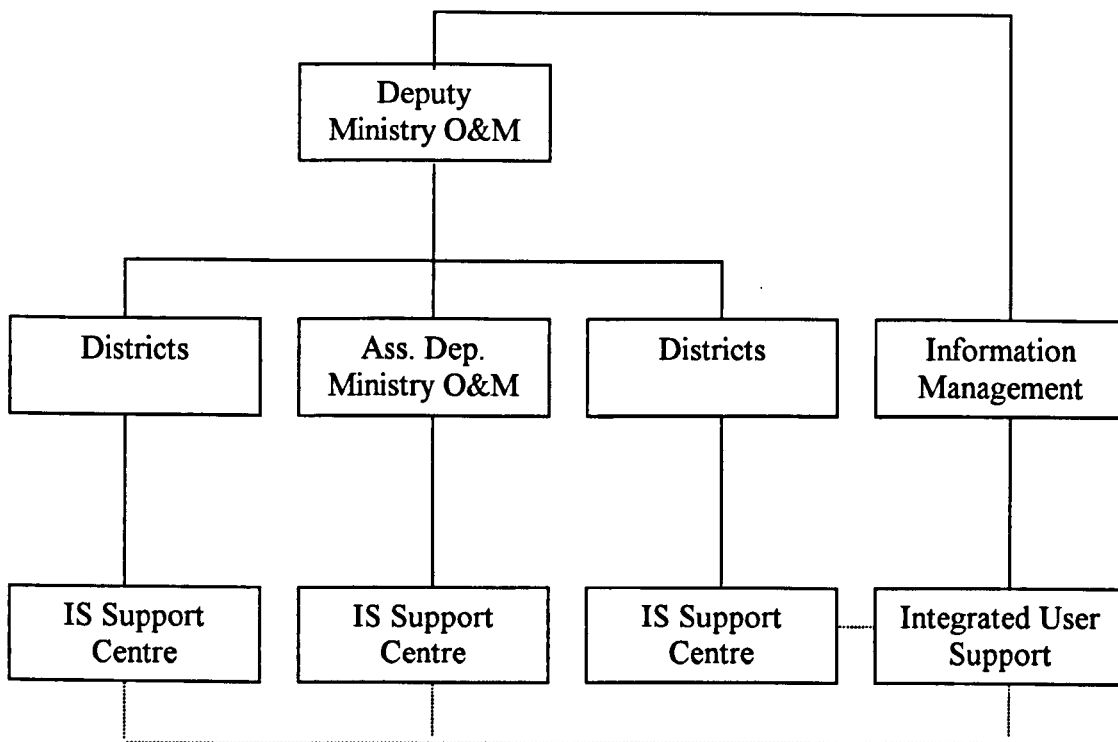 Deputy
Ministry O&M
Districts
Ass. Dep.
Ministry O&M
Districts
Information
Management
IS Support
Centre
IS Support
Centre
IS Support
Centre
Integrated User
Support